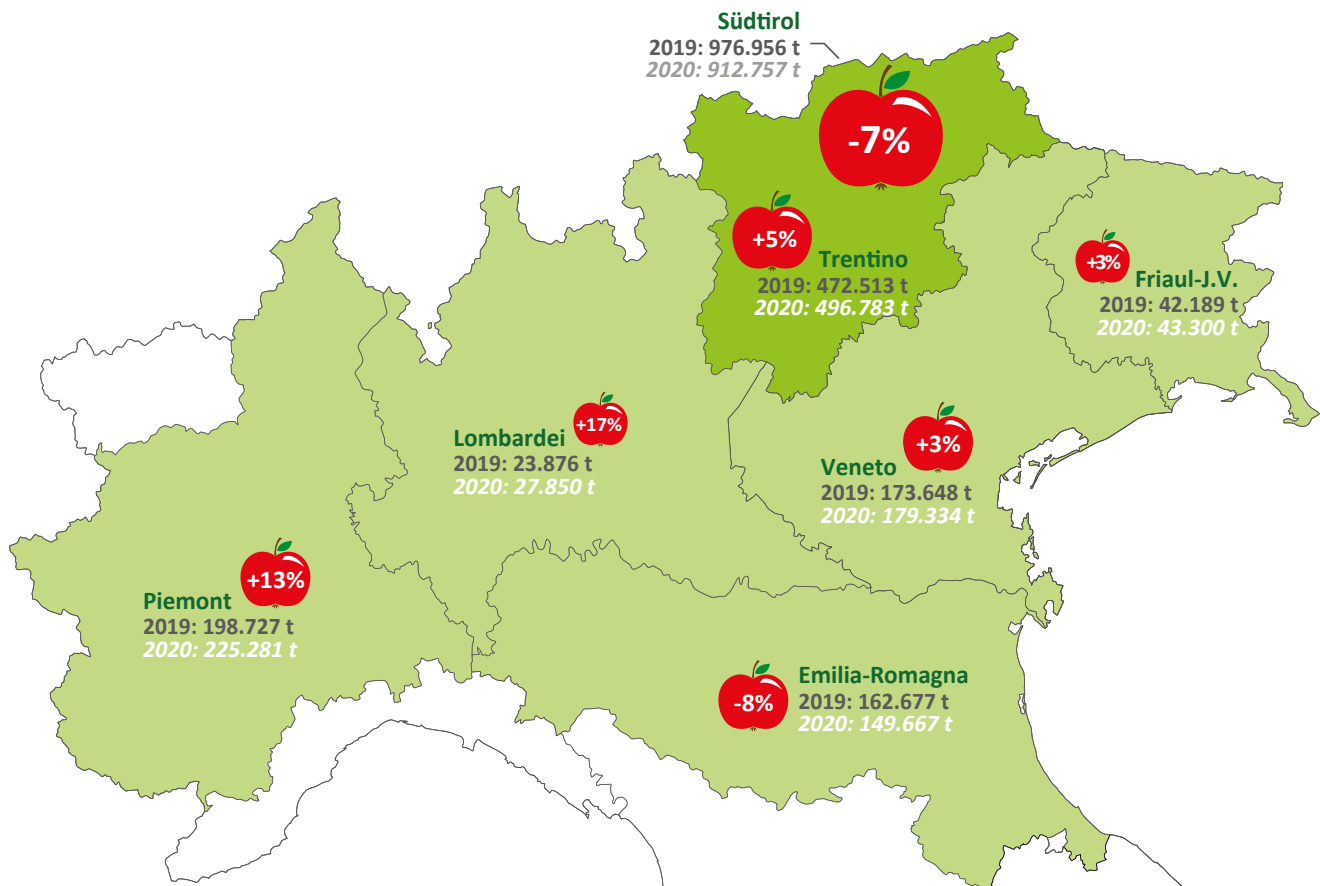 Südtirol
2019: 976.956 t
2020: 912.757 t
-7%
+5%
Trentino
2019: 472.513 t
2020: 496.783 t
+3%
Friaul-J.V.
2019: 42.189 t
2020: 43.300 t
+17%
Lombardei
2019: 23.876 t
2020: 27.850 t
+3%
Veneto
2019: 173.648 t
2020: 179.334 t
+13%
Piemont
2019: 198.727 t
2020: 225.281 t
-8%
Emilia-Romagna
2019: 162.677 t
2020: 149.667 t